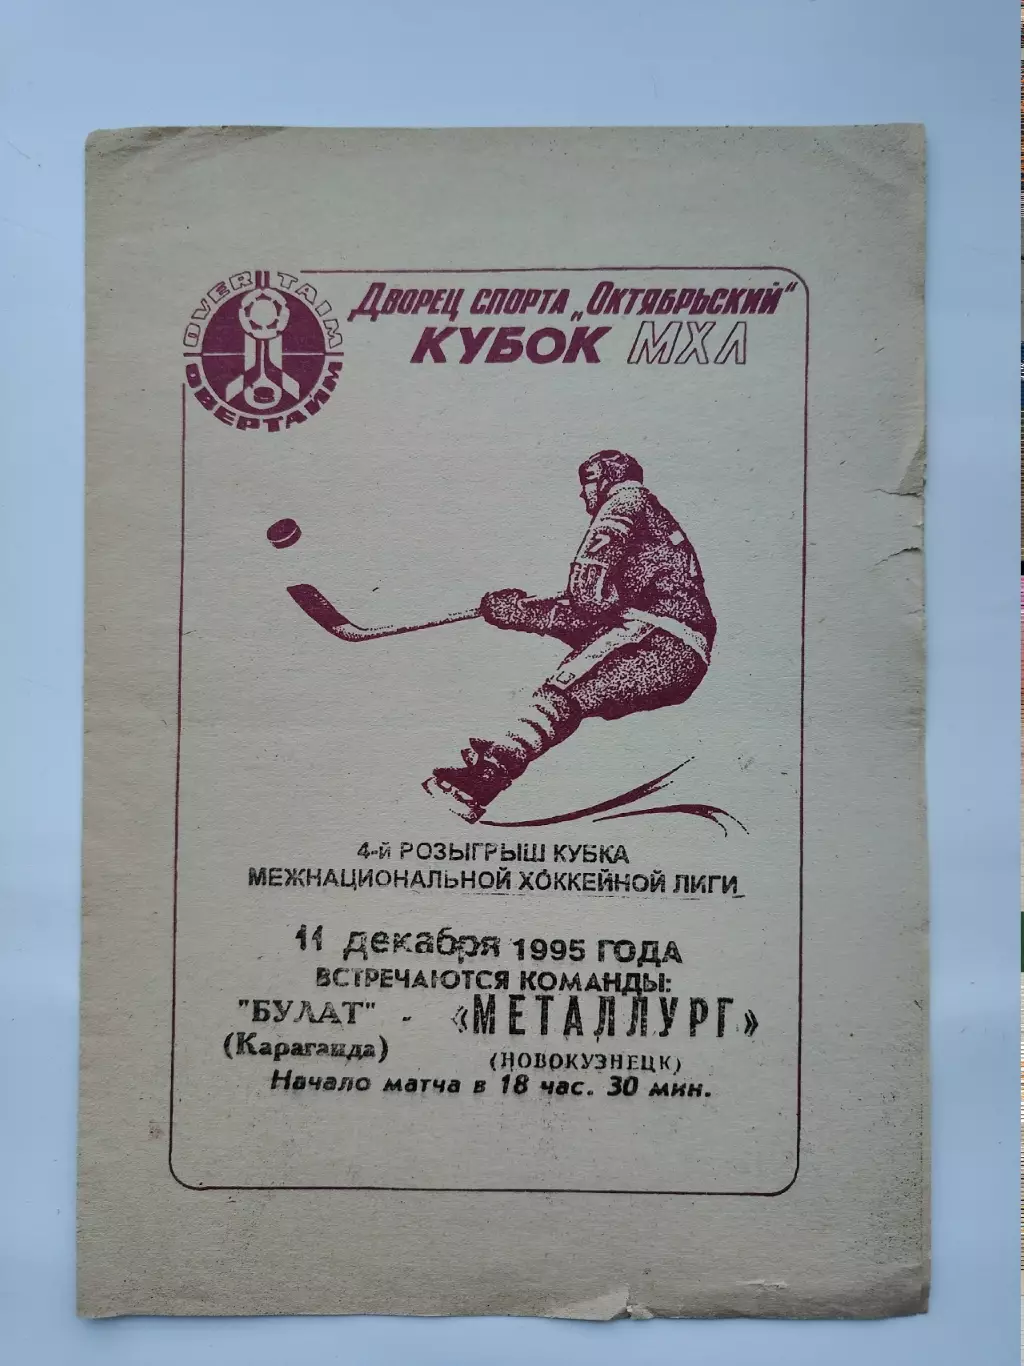 OVER TAIM
ОВЕРТАЙМ
ДВОРЕЦ СПОРТА „ОКТЯБРЬСКИЙ"
КУБОК МХЛ
7
4-й РОЗЫГРЫШ КУБКА
МЕЖНАЦИОНАЛЬНОЙ ХОККЕЙНОЙ ЛИГИ
11 декабря 1995 ГОДА
ВСТРЕЧАЮТСЯ КОМАНДЫ:
"БУЛАТ" - «МЕТАЛЛУРГ»
(Караганда) (НОВОКУЗНЕЦК)
Начало матча в 18 час. 30 мин.